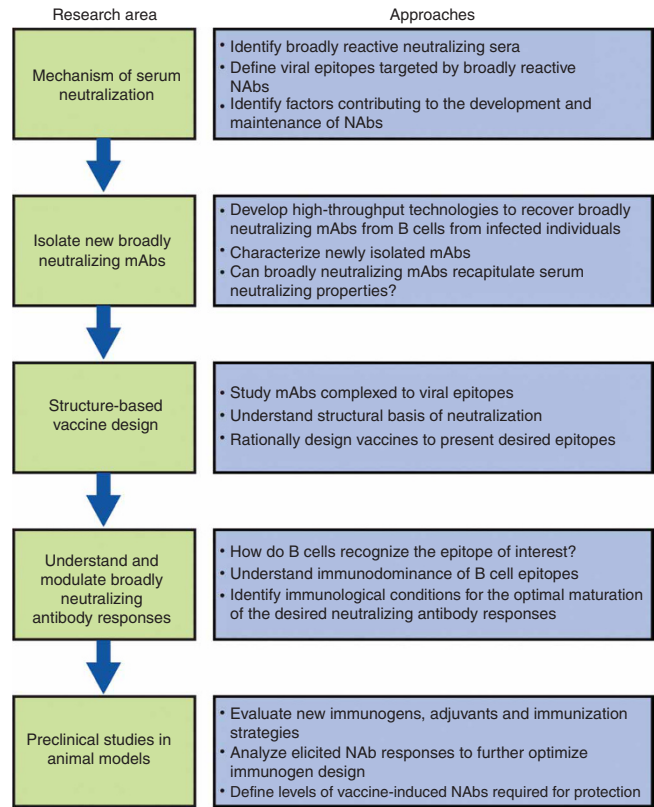 Research area
Approaches
Mechanism of serum
neutralization
• Identify broadly reactive neutralizing sera
• Define viral epitopes targeted by broadly reactive
NAbs
• Identify factors contributing to the development and
maintenance of NAbs
Isolate new broadly
neutralizing mAbs
• Develop high-throughput technologies to recover broadly
neutralizing mAbs from B cells from infected individuals
• Characterize newly isolated mAbs
• Can broadly neutralizing mAbs recapitulate serum
neutralizing properties?
Structure-based
vaccine design
• Study mAbs complexed to viral epitopes
• Understand structural basis of neutralization
• Rationally design vaccines to present desired epitopes
Understand and
modulate broadly
neutralizing
antibody responses
• How do B cells recognize the epitope of interest?
• Understand immunodominance of B cell epitopes
• Identify immunological conditions for the optimal maturation
of the desired neutralizing antibody responses
Preclinical studies in
animal models
• Evaluate new immunogens, adjuvants and immunization
strategies
• Analyze elicited NAb responses to further optimize
immunogen design
• Define levels of vaccine-induced NAbs required for protection